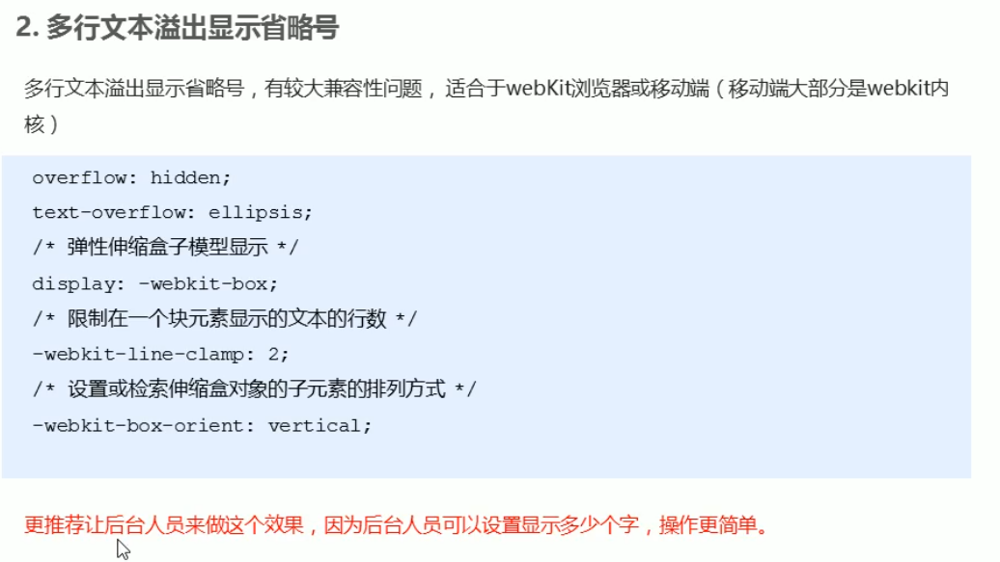 2. 多行文本溢出显示省略号
多行文本溢出显示省略号，有较大兼容性问题， 适合于webKit浏览器或移动端（移动端大部分是webkit内
核）
overflow: hidden;
text-overflow: ellipsis;
/* 弹性伸缩盒子模型显示 */
display: -webkit-box;
/* 限制在一个块元素显示的文本的行数 */
-webkit-line-clamp: 2;
/* 设置或检索伸缩盒对象的子元素的排列方式 */
-webkit-box-orient: vertical;
更推荐让后台人员来做这个效果，因为后台人员可以设置显示多少个字，操作更简单。